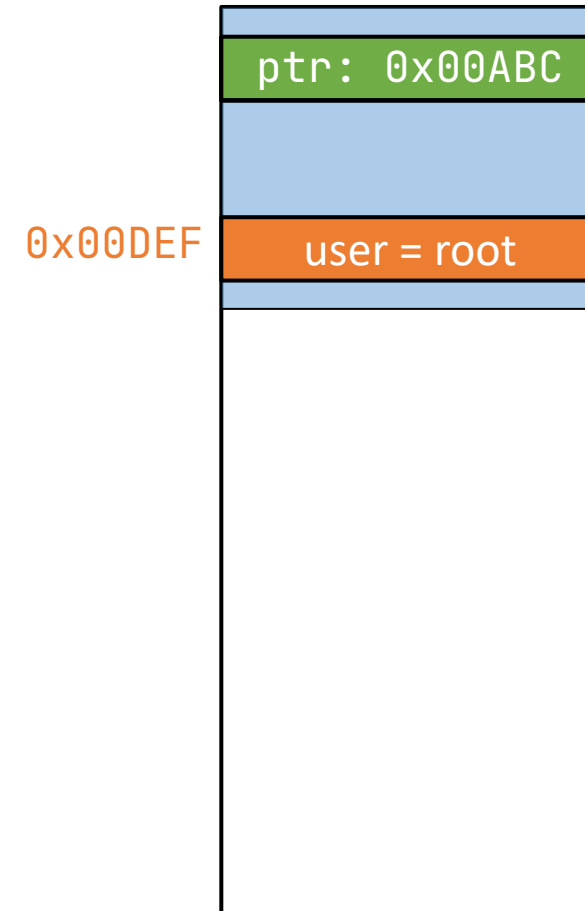 ptr: 0x00ABC
0x00DEF
user = root